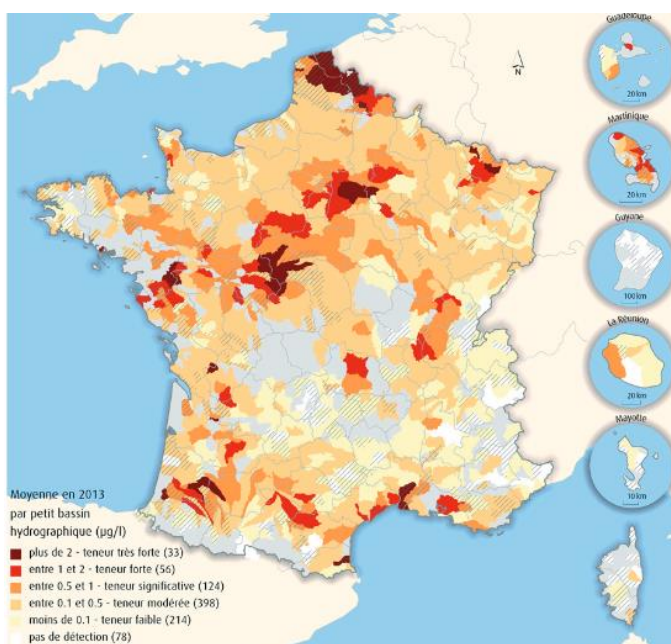 Guadeloupe
N
20 km
Martinique
20 km
Guyane
100 km
La Réunion
20 km
Mayotte
10 km
Moyenne en 2013
par petit bassin
hydrographique (µg/l)
plus de 2 - teneur très forte (33)
entre 1 et 2 - teneur forte (56)
entre 0.5 et 1 - teneur significative (124)
entre 0.1 et 0.5 - teneur modérée (398)
moins de 0.1 - teneur faible (214)
pas de détection (78)